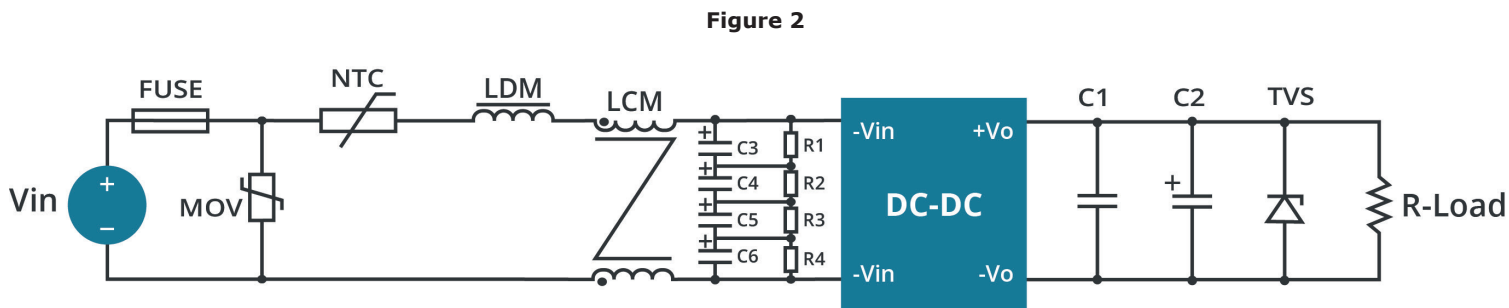 Figure 2
FUSE
NTC
LDM
LCM
C1
C2
TVS
Vin
+
−
MOV
+
C3
+
C4
+
C5
+
C6
R1
R2
R3
R4
-Vin
+Vo
DC-DC
-Vin
-Vo
+
R-Load